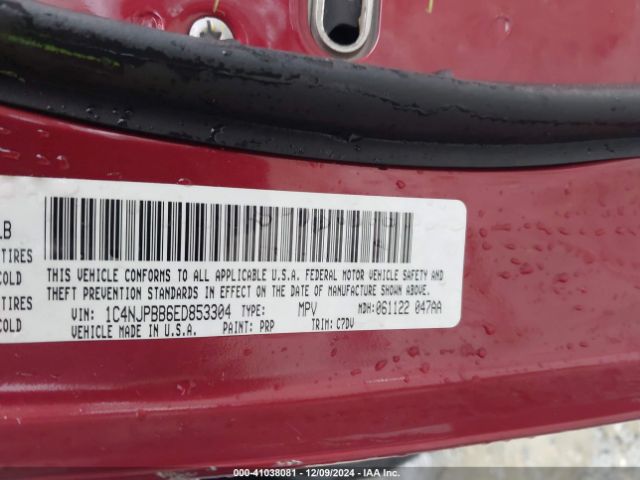 LB
TIRES
COLD
TIRES
COLD
THIS VEHICLE CONFORMS TO ALL APPLICABLE U.S.A. FEDERAL MOTOR VEHICLE SAFETY AND
THEFT PREVENTION STANDARDS IN EFFECT ON THE DATE OF MANUFACTURE SHOWN ABOVE.
VIN: 1C4NJPBB6ED853304 TYPE: MPV MDH:061122 047AA
VEHICLE MADE IN U.S.A. PAINT: PRP TRIM: C7DV
000-41038081 - 12/09/2024 - IAA Inc.